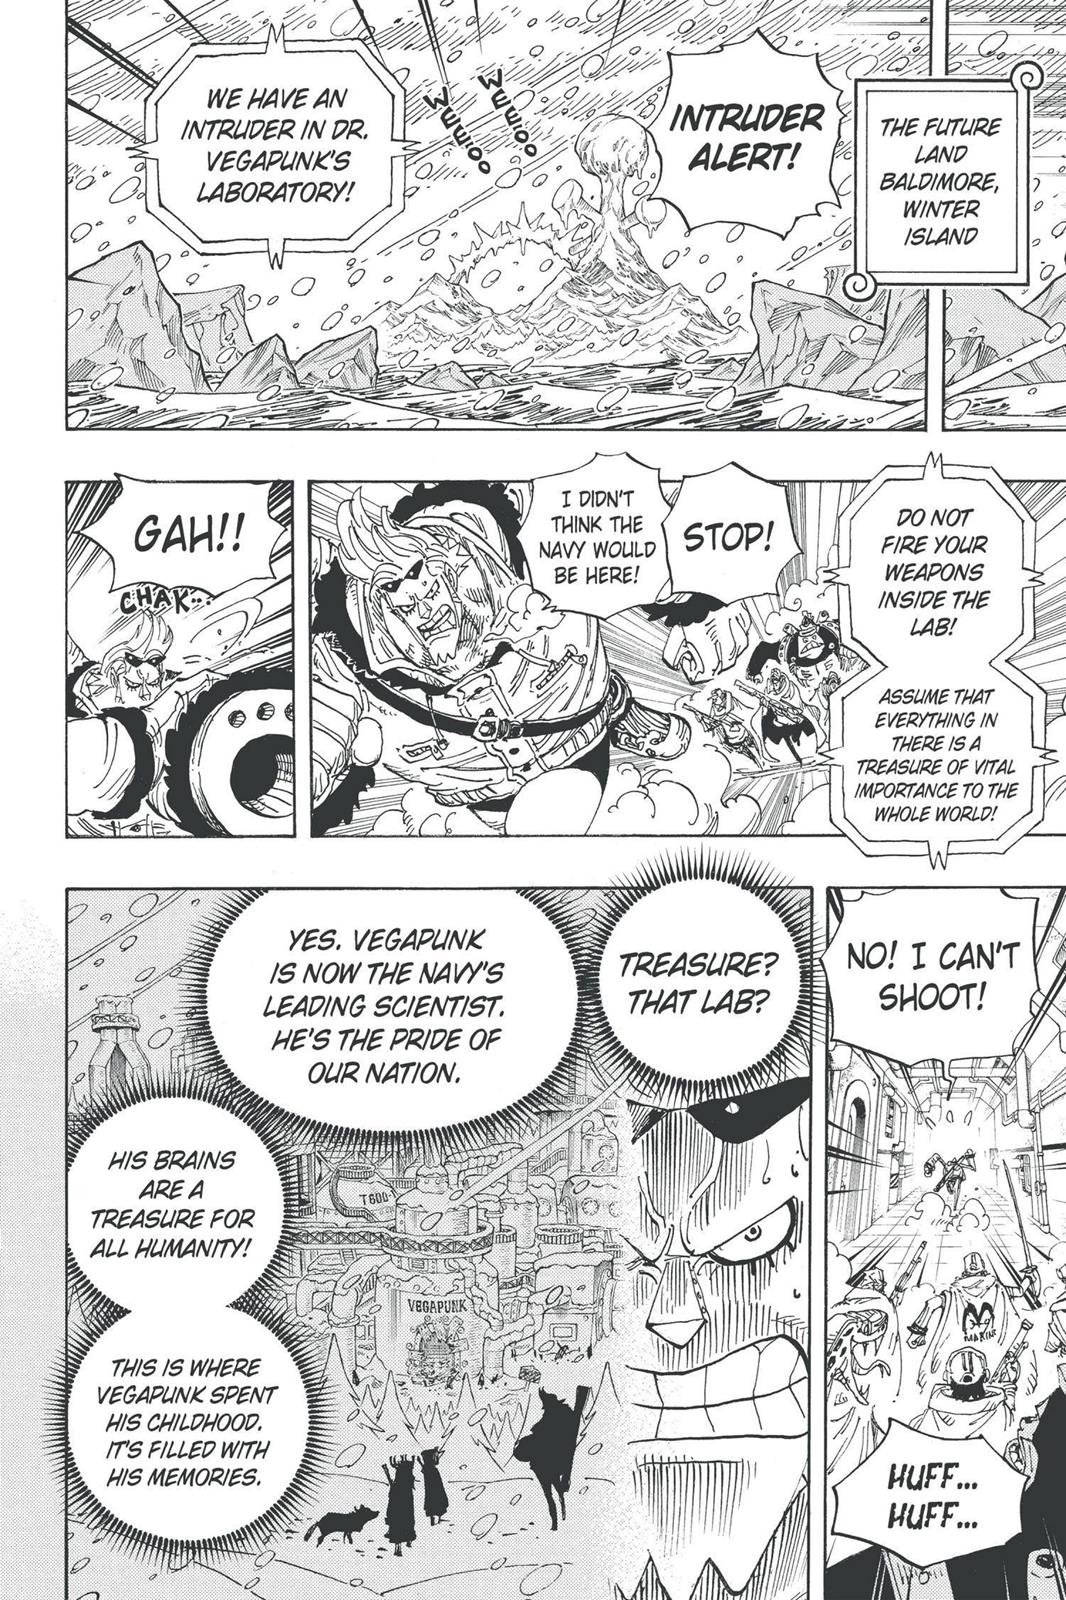 THE FUTURE
LAND
BALDIMORE,
WINTER
ISLAND
INTRUDER
ALERT!
WEEEOO
WEEEOO
WE HAVE AN
INTRUDER IN DR.
VEGAPUNK'S
LABORATORY!
DO NOT
FIRE YOUR
WEAPONS
INSIDE THE
LAB!
ASSUME THAT
EVERYTHING IN
THERE IS A
TREASURE OF VITAL
IMPORTANCE TO THE
WHOLE WORLD!
STOP!
I DIDN'T
THINK THE
NAVY WOULD
BE HERE!
GAH!!
CHAK...
NO! I CAN'T
SHOOT!
MARINE
HUFF...
HUFF...
TREASURE?
THAT LAB?
YES. VEGAPUNK
IS NOW THE NAVY'S
LEADING SCIENTIST.
HE'S THE PRIDE OF
OUR NATION.
HIS BRAINS
ARE A
TREASURE FOR
ALL HUMANITY!
T600
VEGAPUNK
THIS IS WHERE
VEGAPUNK SPENT
HIS CHILDHOOD.
IT'S FILLED WITH
HIS MEMORIES.